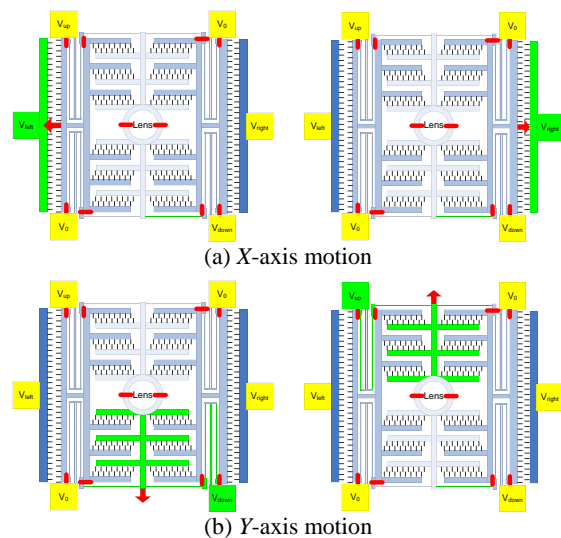 Vup V0 Vup V0
Vleft Lens Vright Vleft Lens Vright
V0 Vdown V0 Vdown
(a) X-axis motion
Vup V0 Vup V0
Vleft Lens Vright Vleft Lens Vright
V0 Vdown V0 Vdown
(b) Y-axis motion